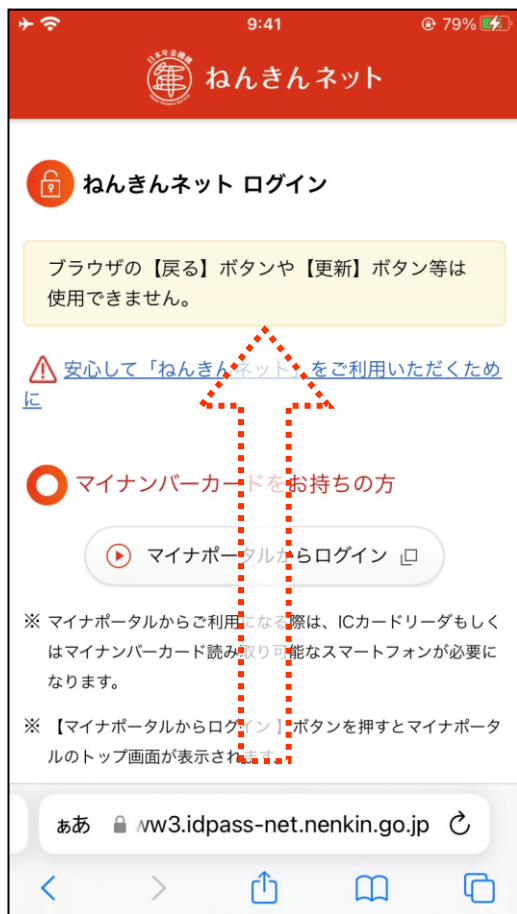 9:41
79%
日本年金機構
ねんきんネット
ねんきんネット ログイン
ブラウザの【戻る】ボタンや【更新】ボタン等は
使用できません。
安心して「ねんきんネット」をご利用いただくため
に
マイナンバーカードをお持ちの方
マイナポータルからログイン
※ マイナポータルからご利用になる際は、ICカードリーダもしく
はマイナンバーカード読み取り可能なスマートフォンが必要に
なります。
※ 【マイナポータルからログイン 】ボタンを押すとマイナポータ
ルのトップ画面が表示されます。
ぁあ
ww3.idpass-net.nenkin.go.jp